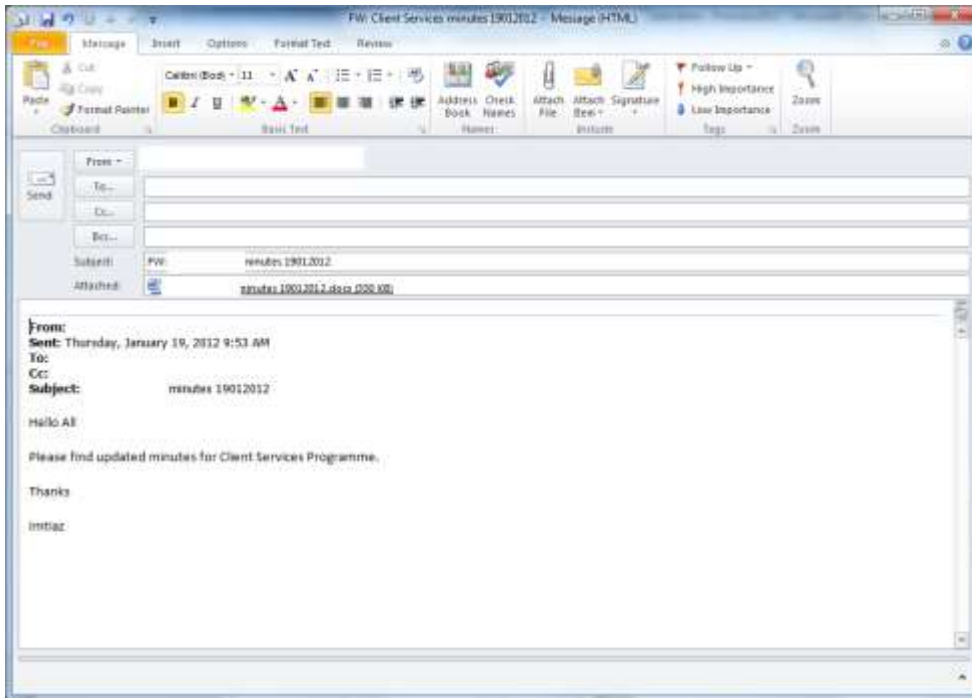 FW: Client Services minutes 19012012 - Message (HTML)
File Message Insert Options Format Text Review
Cut
Copy
Format Painter
Paste
Calibri (Body) 11
Address Book
Check Names
Attach File
Attach Item
Signature
Follow Up
High Importance
Low Importance
Zoom
Clipboard Basic Text Names Include Tags Zoom
From
To...
Cc...
Bcc...
Send
Subject: FW: minutes 19012012
Attached: minutes 19012012.docx (330 KB)
From:
Sent: Thursday, January 19, 2012 9:53 AM
To:
Cc:
Subject: minutes 19012012
Hello All
Please find updated minutes for Client Services Programme.
Thanks
Imtiaz